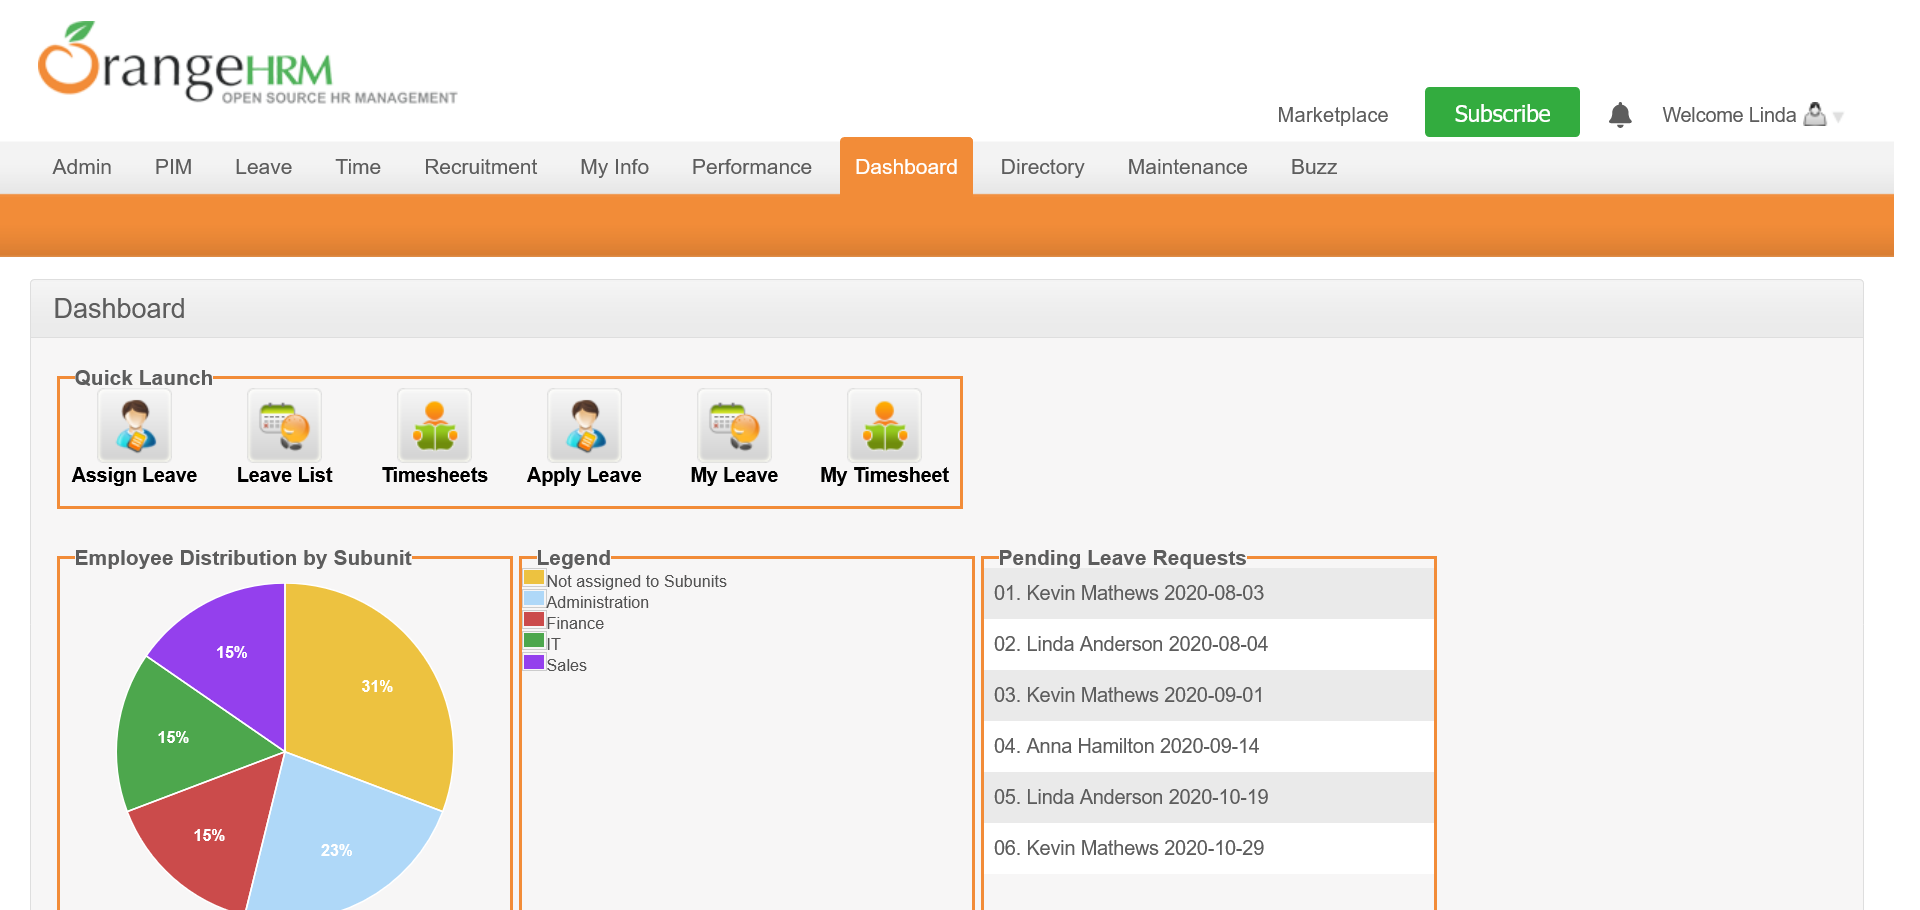 OrangeHRM
OPEN SOURCE HR MANAGEMENT
Marketplace
Subscribe
Welcome Linda
Admin PIM Leave Time Recruitment My Info Performance Dashboard Directory Maintenance Buzz
Dashboard
Quick Launch
Assign Leave Leave List Timesheets Apply Leave My Leave My Timesheet
Employee Distribution by Subunit
15%
31%
15%
15%
23%
Legend
Not assigned to Subunits
Administration
Finance
IT
Sales
Pending Leave Requests
01. Kevin Mathews 2020-08-03
02. Linda Anderson 2020-08-04
03. Kevin Mathews 2020-09-01
04. Anna Hamilton 2020-09-14
05. Linda Anderson 2020-10-19
06. Kevin Mathews 2020-10-29